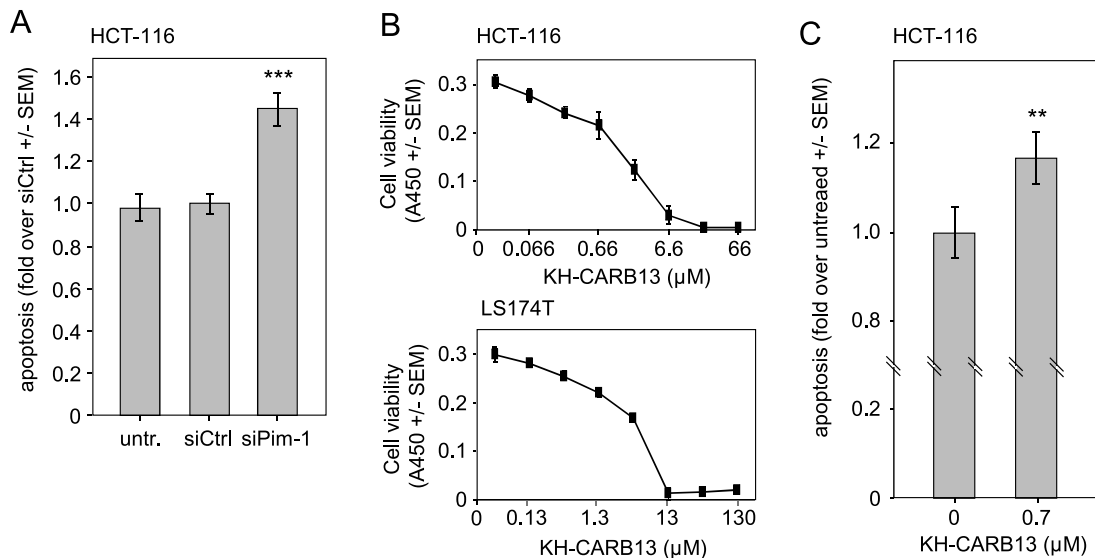 A
HCT-116
apoptosis (fold over siCtrl +/- SEM)
1.6
1.4
1.2
1.0
0.8
0.6
0.4
0.2
0
***
untr. siCtrl siPim-1
B
HCT-116
Cell viability
(A450 +/- SEM)
0.3
0.2
0.1
0
0 0.066 0.66 6.6 66
KH-CARB13 (µM)
LS174T
Cell viability
(A450 +/- SEM)
0.3
0.2
0.1
0
0 0.13 1.3 13 130
KH-CARB13 (µM)
C
HCT-116
apoptosis (fold over untreaed +/- SEM)
1.2
1.0
0.2
0
**
0 0.7
KH-CARB13 (µM)